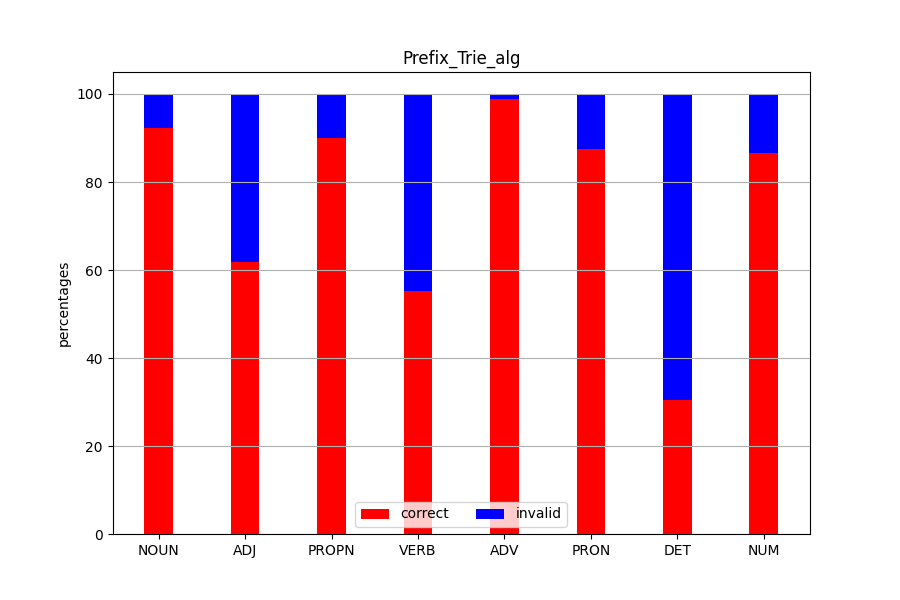 Prefix_Trie_alg
percentages
100
80
60
40
20
0
correct invalid
NOUN ADJ PROPN VERB ADV PRON DET NUM